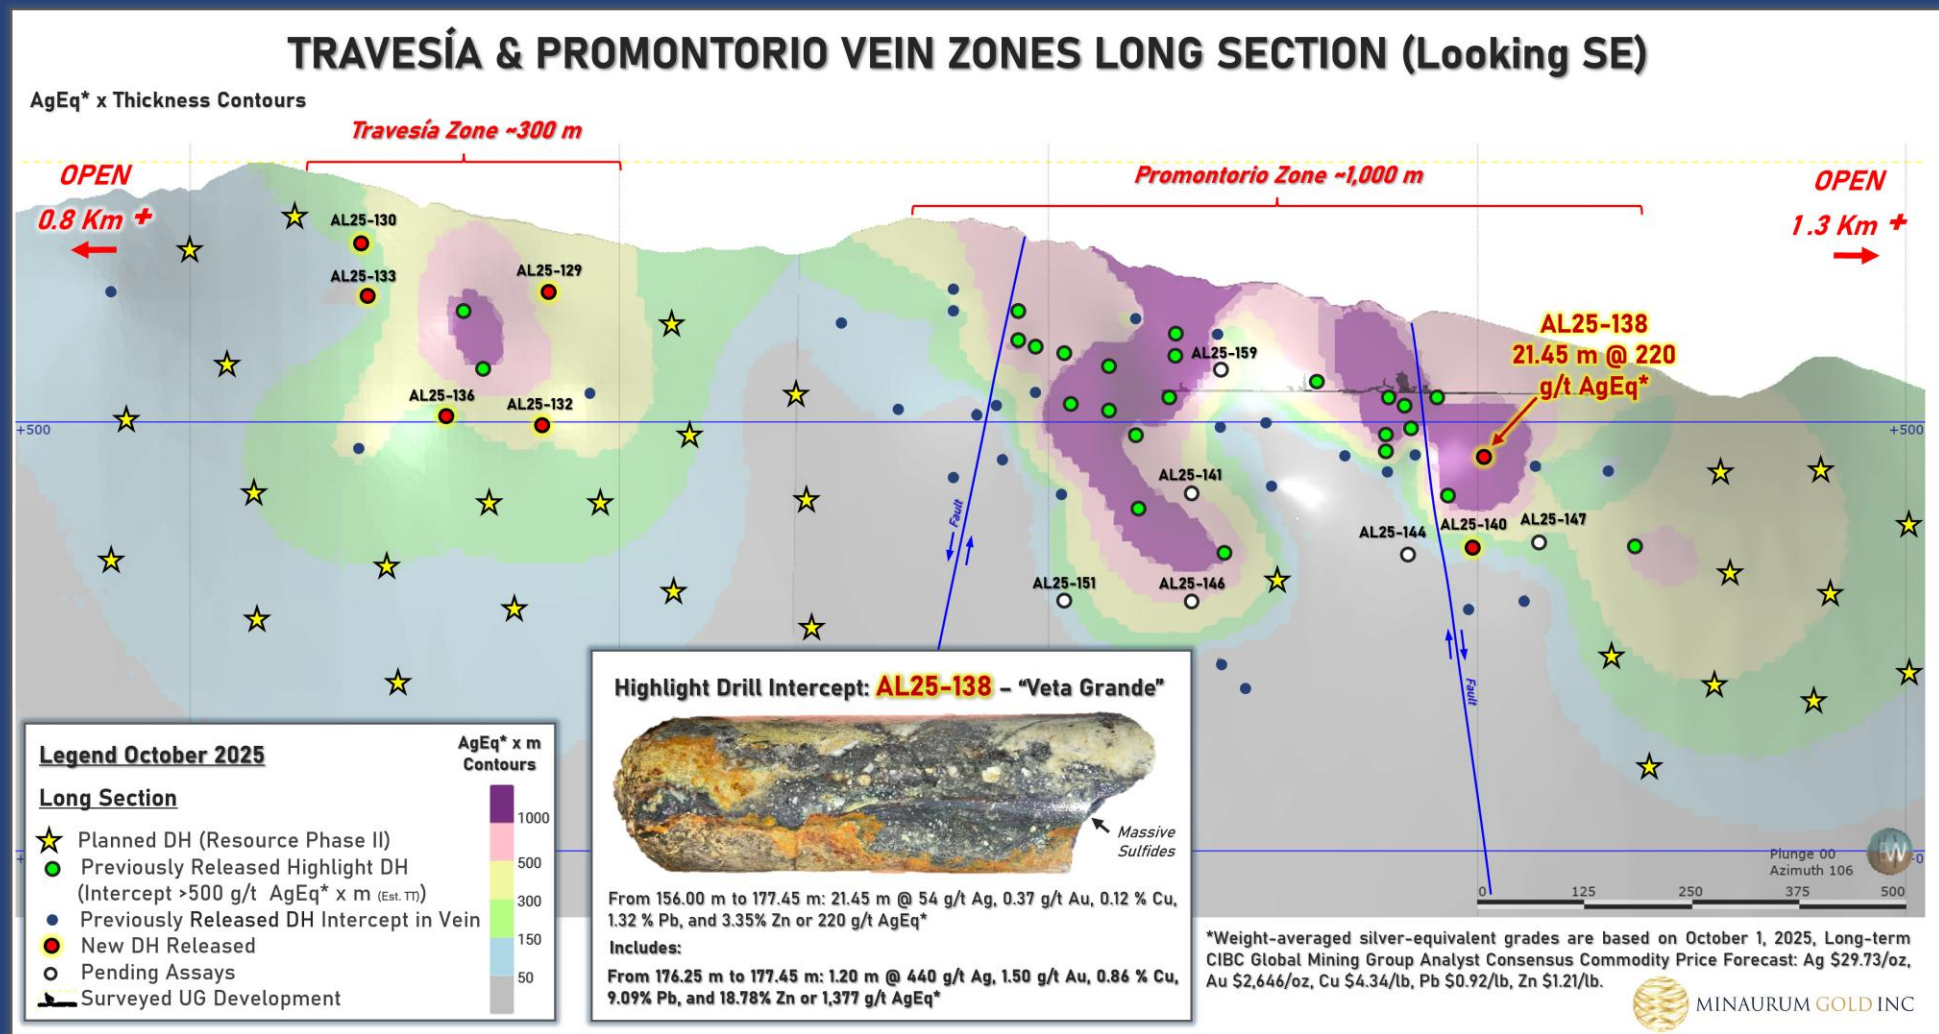 TRAVESÍA & PROMONTORIO VEIN ZONES LONG SECTION (Looking SE)
AgEq* x Thickness Contours
Travesía Zone ~300 m
Promontorio Zone ~1,000 m
OPEN
0.8 Km +
OPEN
1.3 Km +
AL25-130
AL25-133
AL25-129
AL25-136
AL25-132
AL25-159
AL25-138
21.45 m @ 220
g/t AgEq*
+500
+500
AL25-141
AL25-144
AL25-140
AL25-147
AL25-151
AL25-146
Fault
Fault
Legend October 2025
Long Section
Planned DH (Resource Phase II)
Previously Released Highlight DH
(Intercept >500 g/t AgEq* x m (Est. TT))
Previously Released DH Intercept in Vein
New DH Released
Pending Assays
Surveyed UG Development
AgEq* x m
Contours
1000
500
300
150
50
Highlight Drill Intercept: AL25-138 – “Veta Grande”
Massive
Sulfides
From 156.00 m to 177.45 m: 21.45 m @ 54 g/t Ag, 0.37 g/t Au, 0.12 % Cu,
1.32 % Pb, and 3.35% Zn or 220 g/t AgEq*
Includes:
From 176.25 m to 177.45 m: 1.20 m @ 440 g/t Ag, 1.50 g/t Au, 0.86 % Cu,
9.09% Pb, and 18.78% Zn or 1,377 g/t AgEq*
Plunge 00
Azimuth 106
0 125 250 375 500
*Weight-averaged silver-equivalent grades are based on October 1, 2025, Long-term
CIBC Global Mining Group Analyst Consensus Commodity Price Forecast: Ag $29.73/oz,
Au $2,646/oz, Cu $4.34/lb, Pb $0.92/lb, Zn $1.21/lb.
MINAURUM GOLD INC